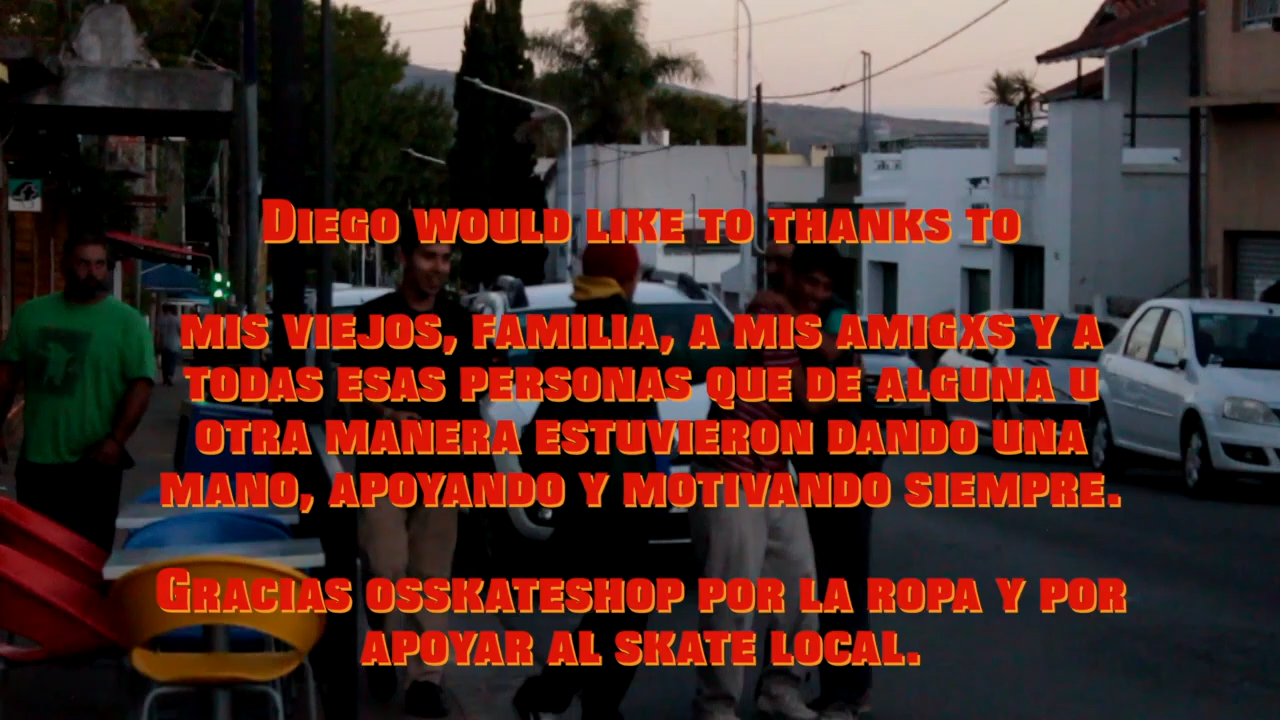 Diego would like to thanks to
mis viejos, familia, a mis amigxs y a
todas esas personas que de alguna u
otra manera estuvieron dando una
mano, apoyando y motivando siempre.
Gracias osskateshop por la ropa y por
apoyar al skate local.